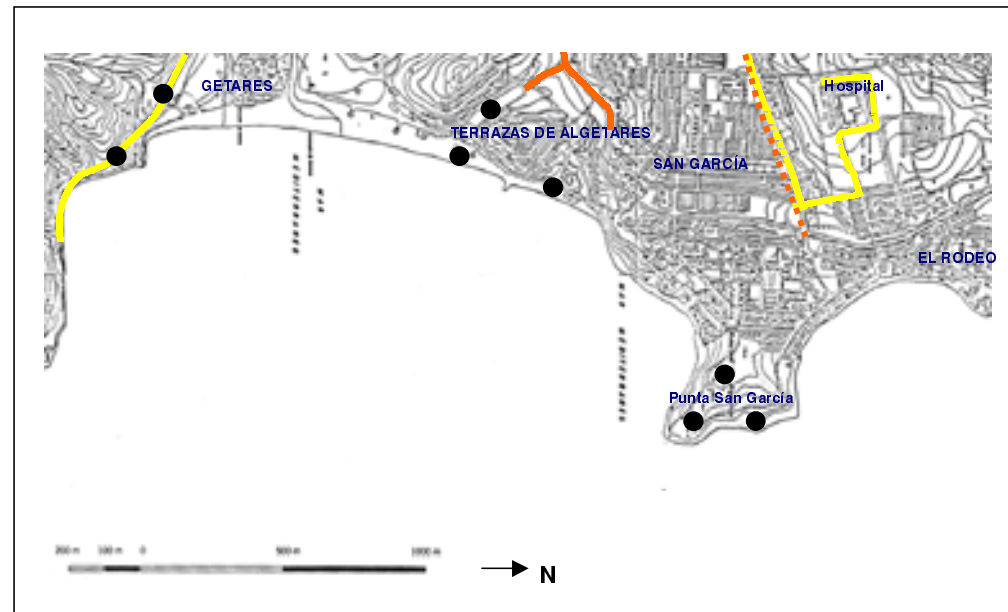 GETARES
Hospital
TERRAZAS DE ALGETARES
SAN GARCÍA
EL RODEO
Punta San García
200 m 100 m 0 500 m 1000 m
N